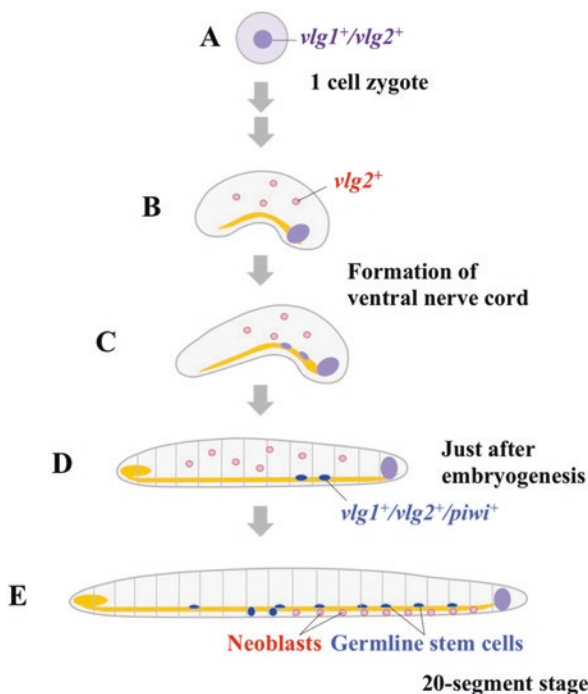 A
vlg1+/vlg2+
1 cell zygote
vlg2+
B
Formation of
ventral nerve cord
C
D
Just after
embryogenesis
vlg1+/vlg2+/piwi+
E
Neoblasts Germline stem cells
20-segment stage